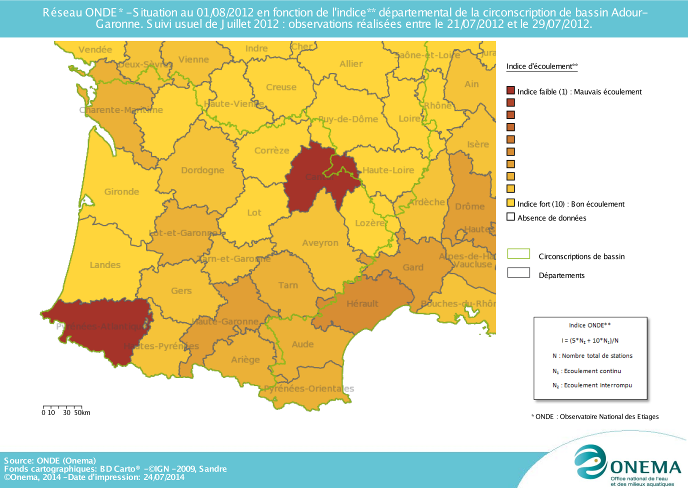 Réseau ONDE* -Situation au 01/08/2012 en fonction de l'indice** départemental de la circonscription de bassin Adour-
Garonne. Suivi usuel de Juillet 2012 : observations réalisées entre le 21/07/2012 et le 29/07/2012.
Vendée
Deux-Sèvres
Vienne
Indre
Cher
Allier
Saône-et-Loire
Jura
Ain
Charente-Maritime
Haute-Vienne
Creuse
Puy-de-Dôme
Loire
Rhône
Isère
Dordogne
Corrèze
Haute-Loire
Gironde
Lot
Lozère
Ardèche
Drôme
Hautes
Lot-et-Garonne
Aveyron
Landes
Tarn-et-Garonne
Gard
Alpes-de-Ha
Vaucluse
Gers
Tarn
Hérault
Bouches-du-Rhôn
Pyrénées-Atlantiques
Haute-Garonne
Hautes-Pyrénées
Aude
Ariège
Pyrénées-Orientales
0 10 30 50km
Indice d'écoulement**
Indice faible (1) : Mauvais écoulement
Indice fort (10) : Bon écoulement
Absence de données
Circonscriptions de bassin
Départements
Indice ONDE**
I = (5*N₂ + 10*N₁)/N
N : Nombre total de stations
N₁ : Ecoulement continu
N₂ : Ecoulement interrompu
* ONDE : Observatoire National des Etiages
Source: ONDE (Onema)
Fonds cartographiques: BD Carto® -©IGN -2009, Sandre
©Onema, 2014 -Date d'impression: 24/07/2014
ONEMA
Office national de l'eau
et des milieux aquatiques